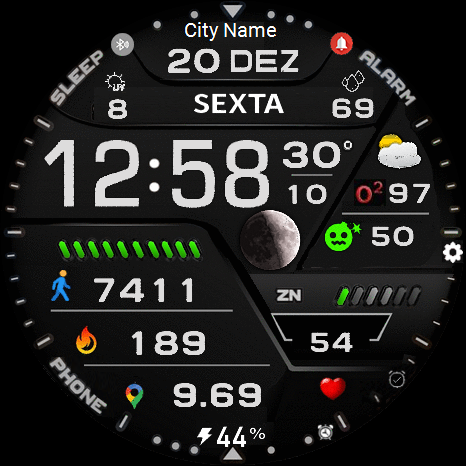 City Name
20 DEZ
SLEEP
ALARM
UV
8
SEXTA
69
12:58
30°
10
O² 97
50
7411
ZN
189
54
9.69
PHONE
44%